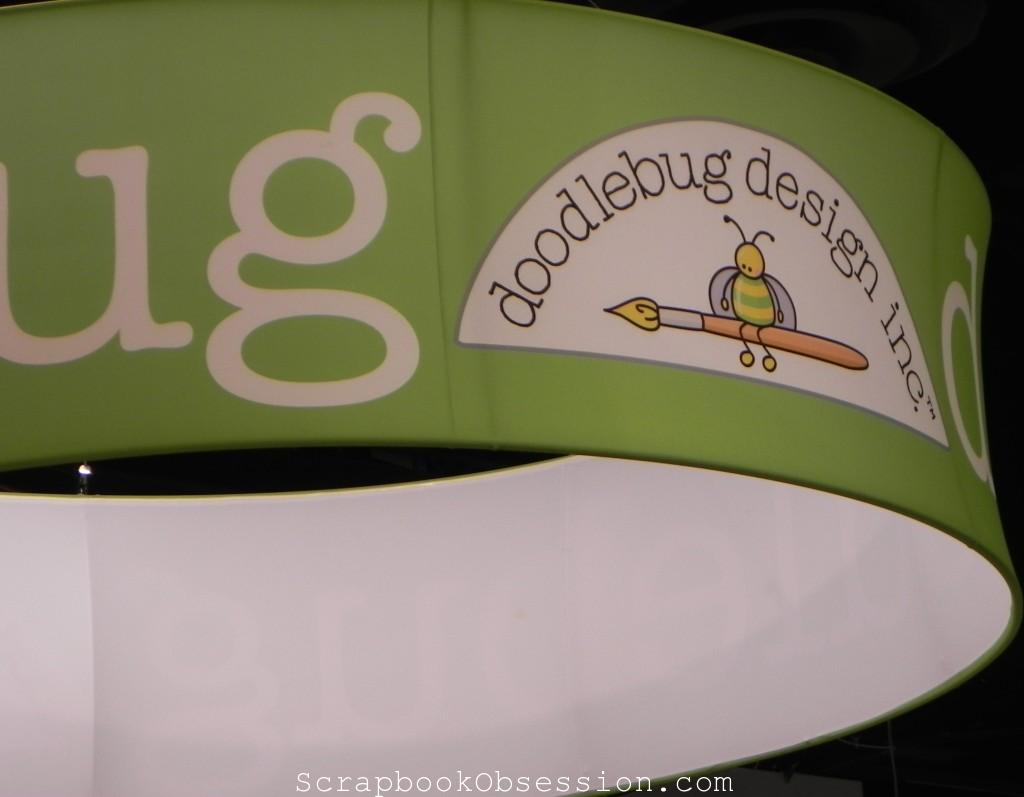 ug
doodlebug design inc.™
d
ScrapbookObsession.com